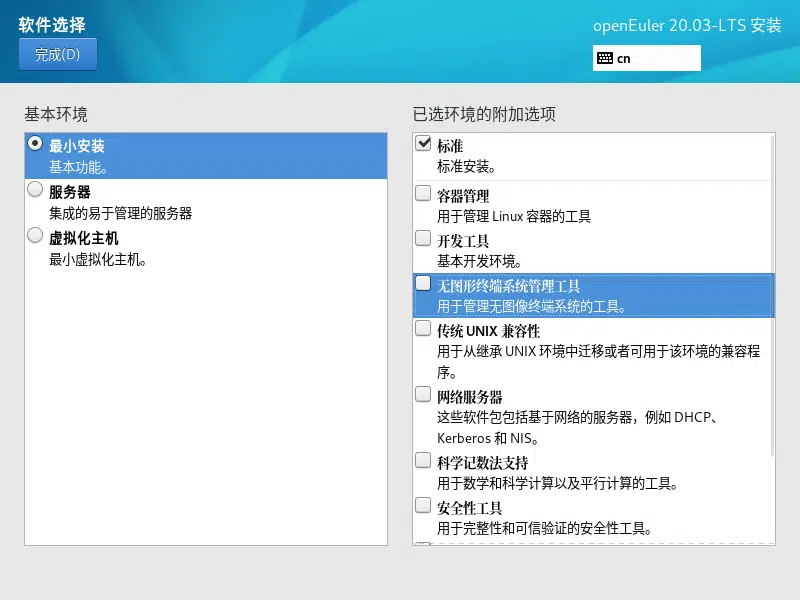 软件选择
openEuler 20.03-LTS 安装
完成(D)
cn
基本环境
最小安装
基本功能。
服务器
集成的易于管理的服务器
虚拟化主机
最小虚拟化主机。
已选环境的附加选项
标准
标准安装。
容器管理
用于管理 Linux 容器的工具
开发工具
基本开发环境。
无图形终端系统管理工具
用于管理无图像终端系统的工具。
传统 UNIX 兼容性
用于从继承 UNIX 环境中迁移或者可用于该环境的兼容程
序。
网络服务器
这些软件包包括基于网络的服务器，例如 DHCP、
Kerberos 和 NIS。
科学记数法支持
用于数学和科学计算以及平行计算的工具。
安全性工具
用于完整性和可信验证的安全性工具。